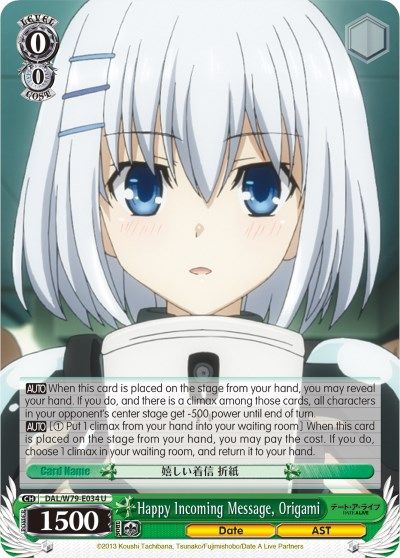 LEVEL
0
0
COST
AUTO When this card is placed on the stage from your hand, you may reveal
your hand. If you do, and there is a climax among those cards, all characters
in your opponent's center stage get -500 power until end of turn.
AUTO [① Put 1 climax from your hand into your waiting room] When this card
is placed on the stage from your hand, you may pay the cost. If you do,
choose 1 climax in your waiting room, and return it to your hand.
Card Name 嬉しい着信 折紙
CH DAL/W79-E034 U
Happy Incoming Message, Origami
デート・ア・ライブ
DATE A LIVE
POWER 1500
Date AST
©2013 Koushi Tachibana, Tsunako/Fujimishobo/Date A Live Partners